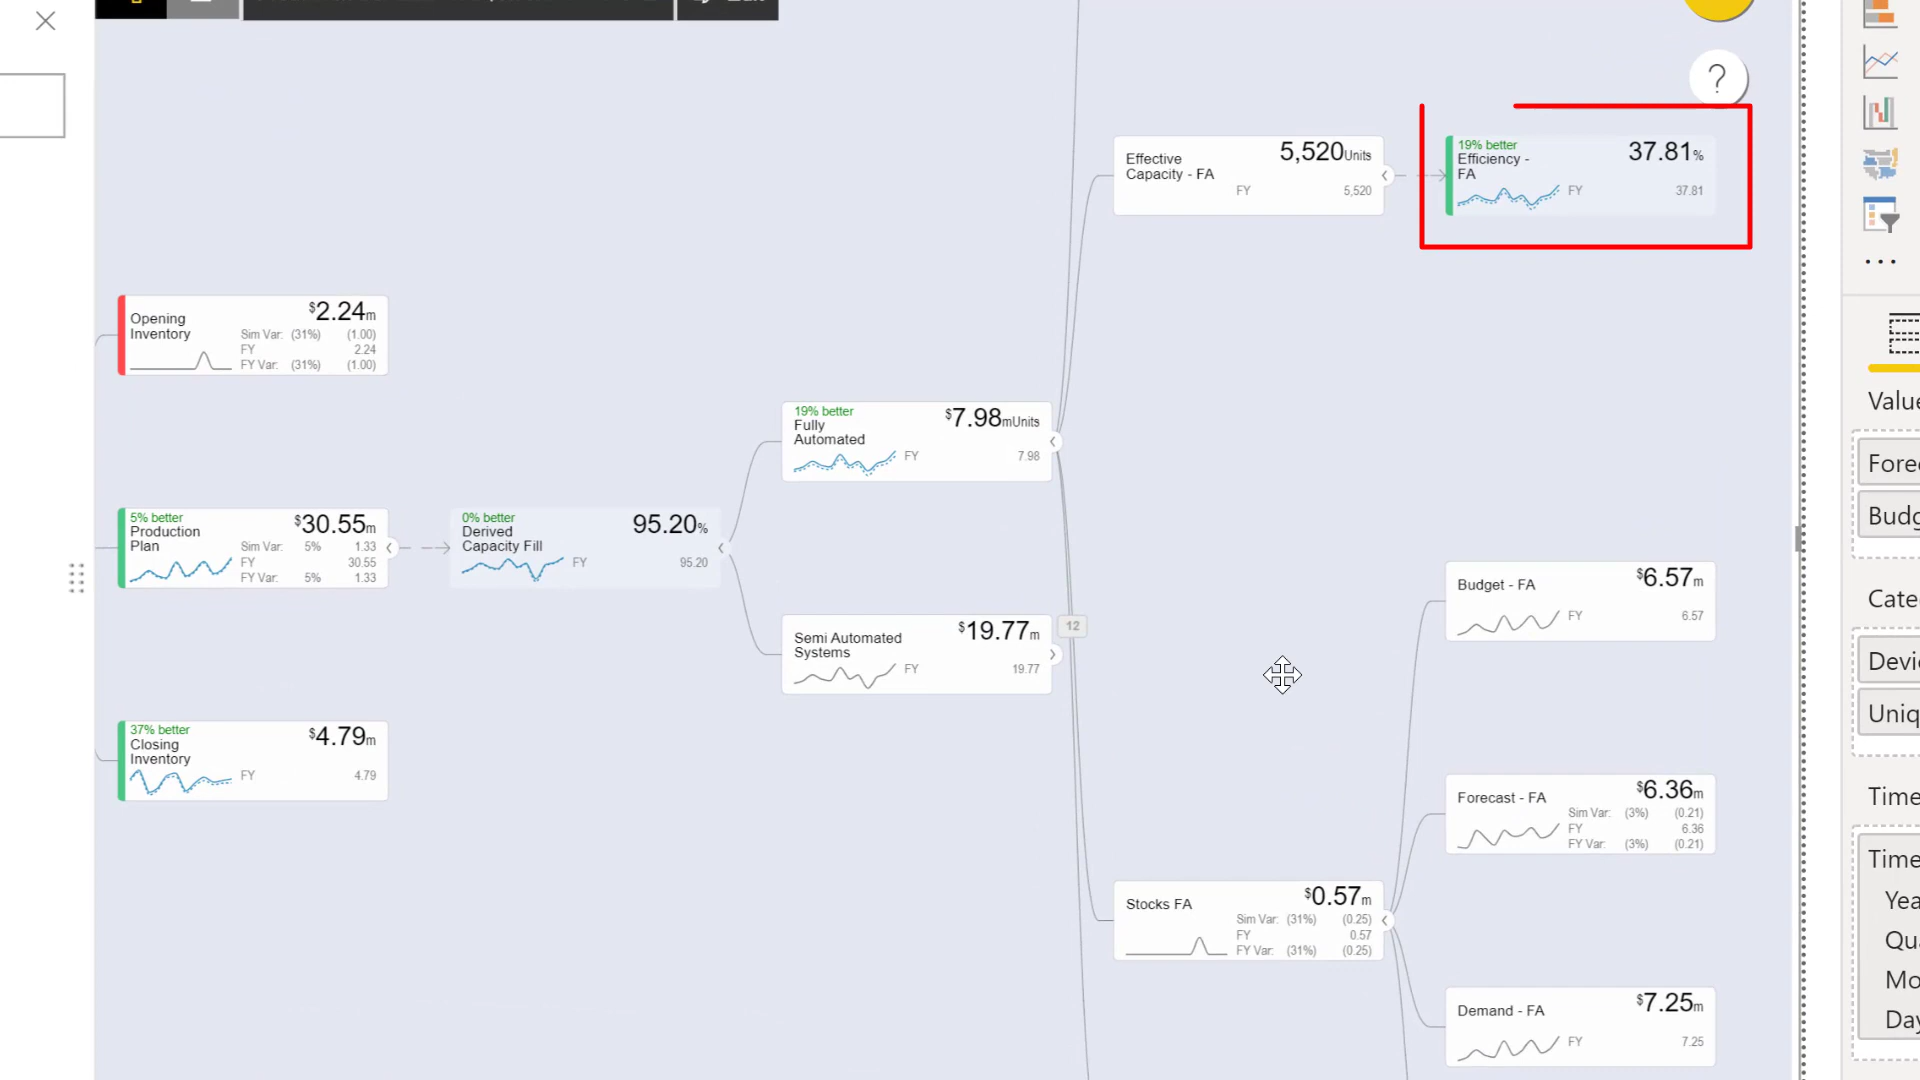 ?
19% better
Efficiency -
FA
37.81%
FY 37.81
Effective
Capacity - FA
5,520Units
FY 5,520
Opening
Inventory
$2.24m
Sim Var: (31%) (1.00)
FY 2.24
FY Var: (31%) (1.00)
19% better
Fully
Automated
$7.98mUnits
FY 7.98
5% better
Production
Plan
$30.55m
Sim Var: 5% 1.33
FY 30.55
FY Var: 5% 1.33
0% better
Derived
Capacity Fill
95.20%
FY 95.20
Semi Automated
Systems
$19.77m
FY 19.77
12
37% better
Closing
Inventory
$4.79m
FY 4.79
Budget - FA
$6.57m
FY 6.57
Forecast - FA
$6.36m
Sim Var: (3%) (0.21)
FY 6.36
FY Var: (3%) (0.21)
Stocks FA
$0.57m
Sim Var: (31%) (0.25)
FY 0.57
FY Var: (31%) (0.25)
Demand - FA
$7.25m
FY 7.25
Value
Fore
Budg
Cate
Devi
Uniq
Time
Time
Yea
Qua
Mo
Day